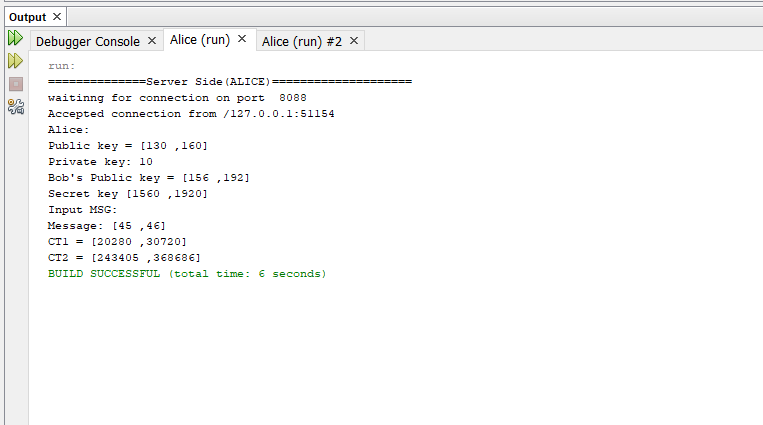 Output ×
Debugger Console × Alice (run) × Alice (run) #2 ×
run:
==============Server Side(ALICE)====================
waitinng for connection on port  8088
Accepted connection from /127.0.0.1:51154
Alice:
Public key = [130 ,160]
Private key: 10
Bob's Public key = [156 ,192]
Secret key [1560 ,1920]
Input MSG:
Message: [45 ,46]
CT1 = [20280 ,30720]
CT2 = [243405 ,368686]
BUILD SUCCESSFUL (total time: 6 seconds)